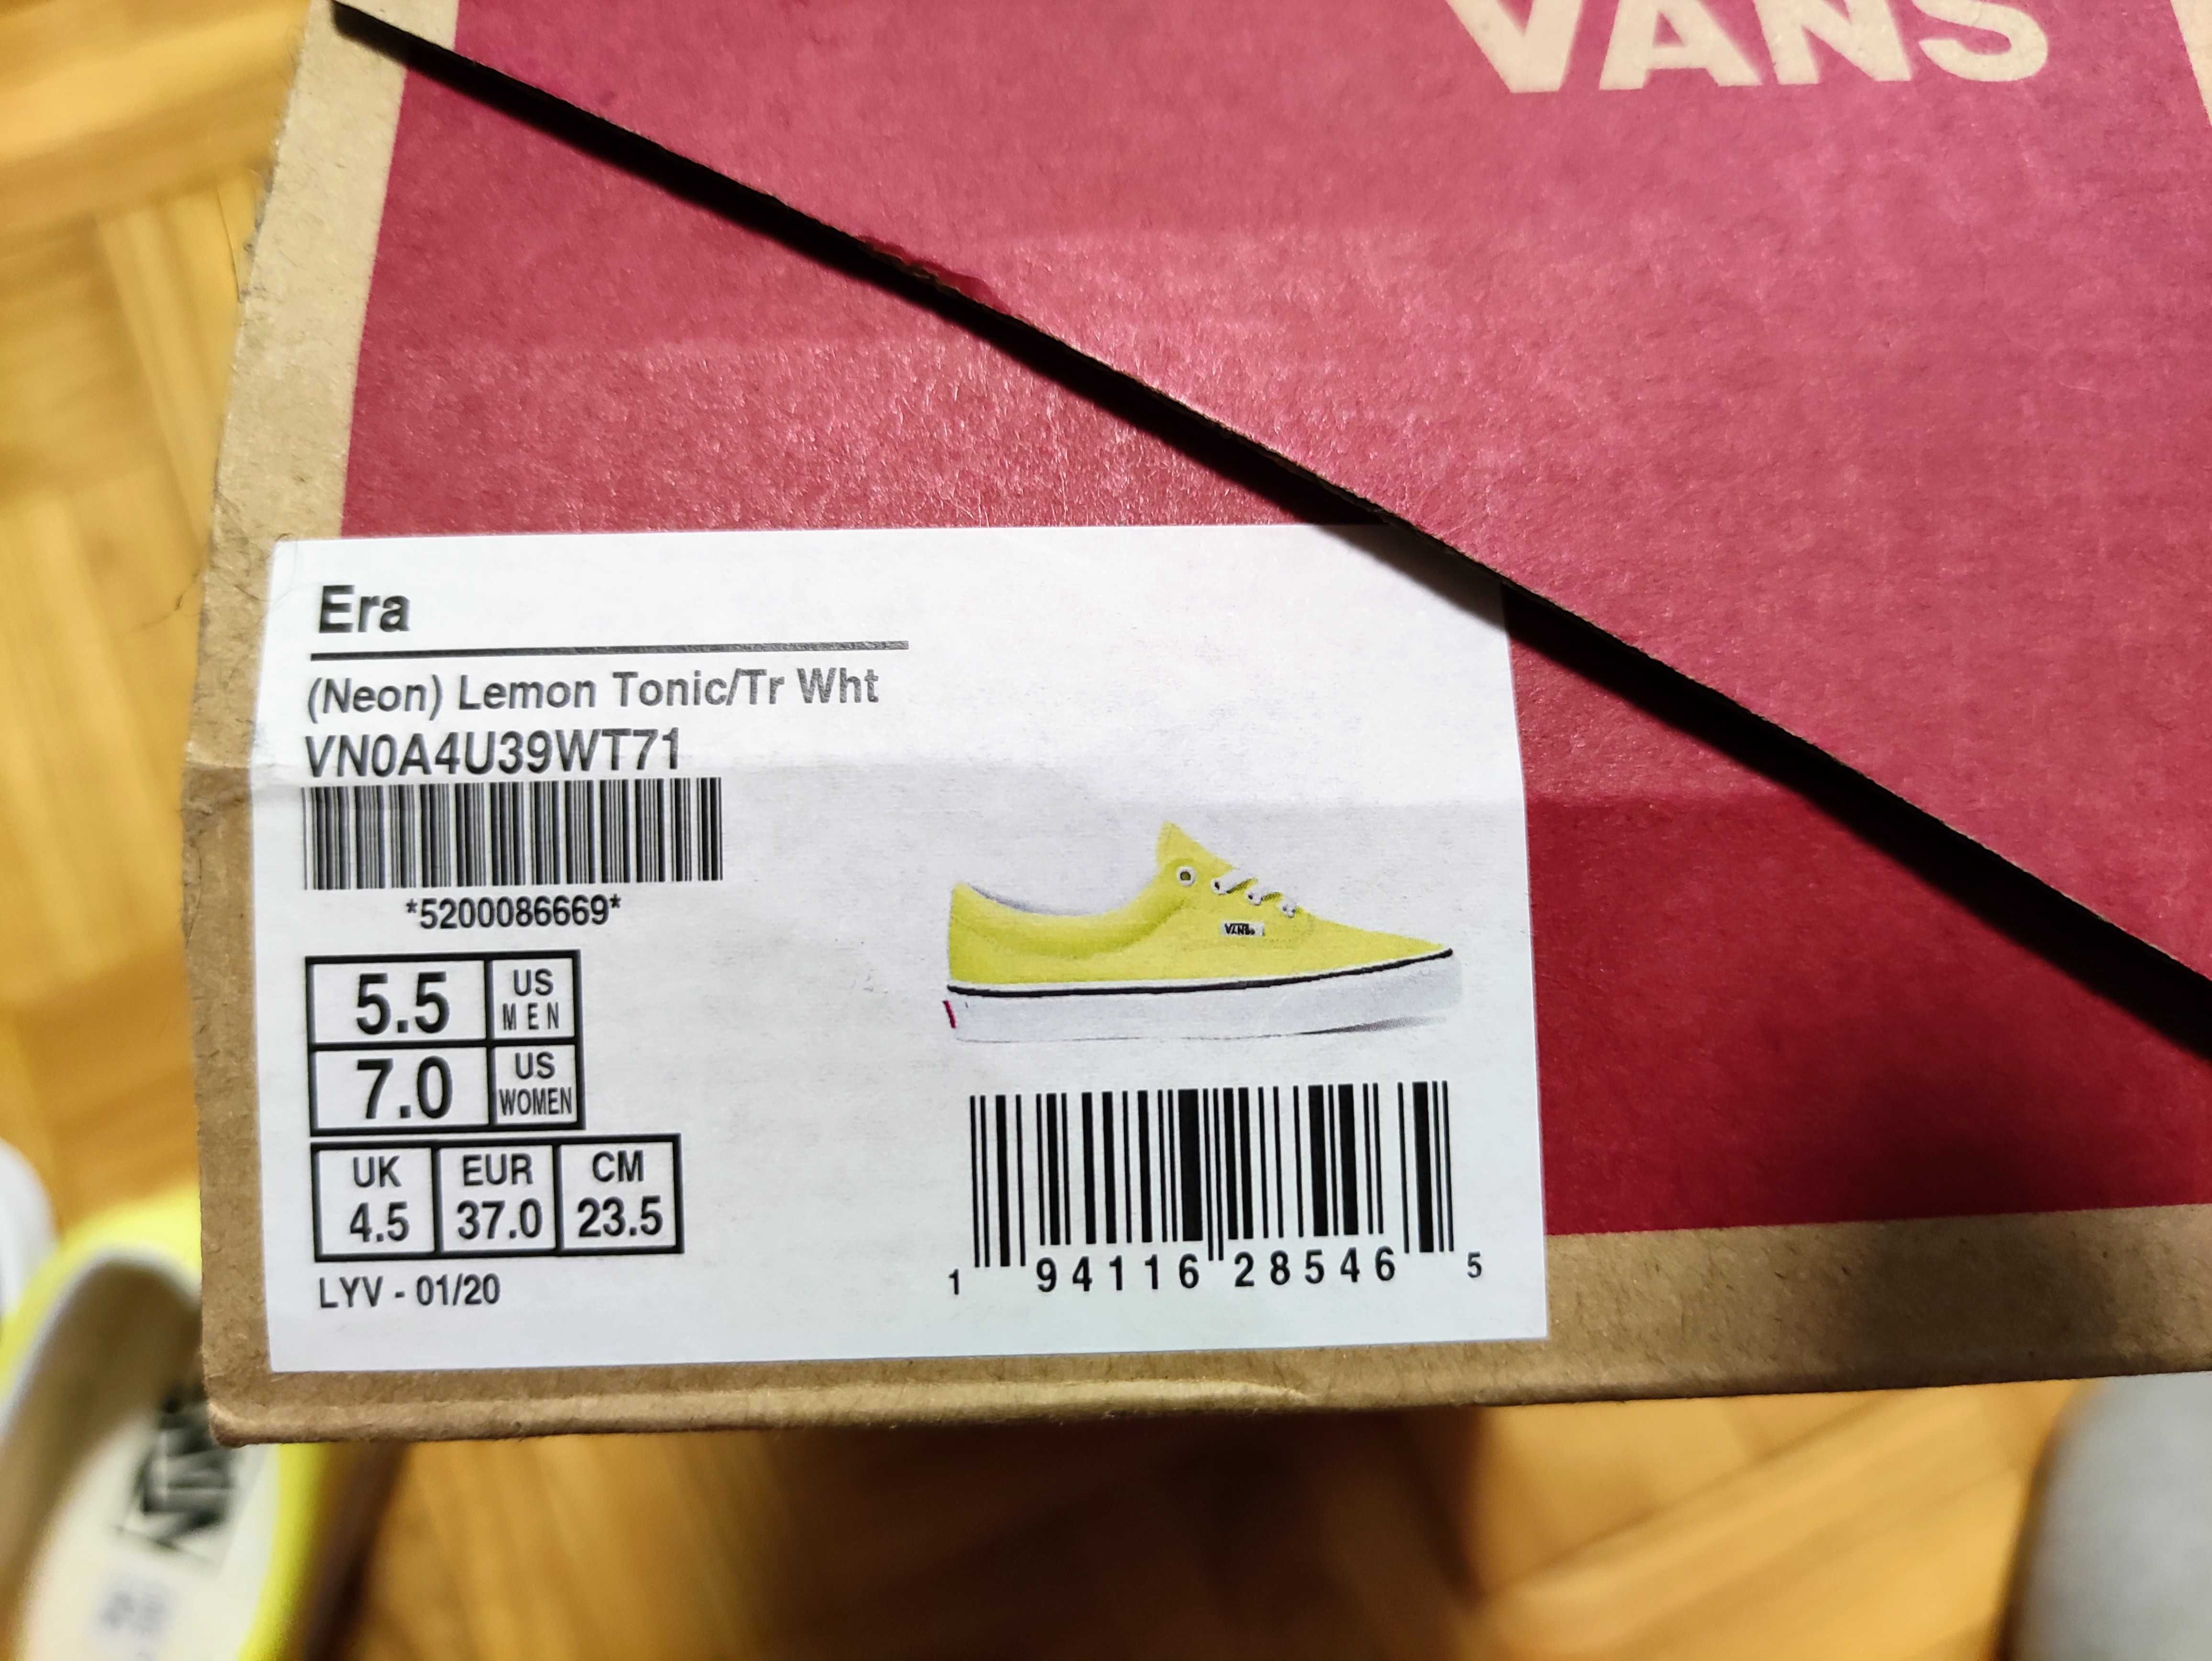 VANS
Era
(Neon) Lemon Tonic/Tr Wht
VN0A4U39WT71
*5200086669*
5.5 US MEN
7.0 US WOMEN
UK EUR CM
4.5 37.0 23.5
LYV - 01/20
VANS
1 94116 28546 5